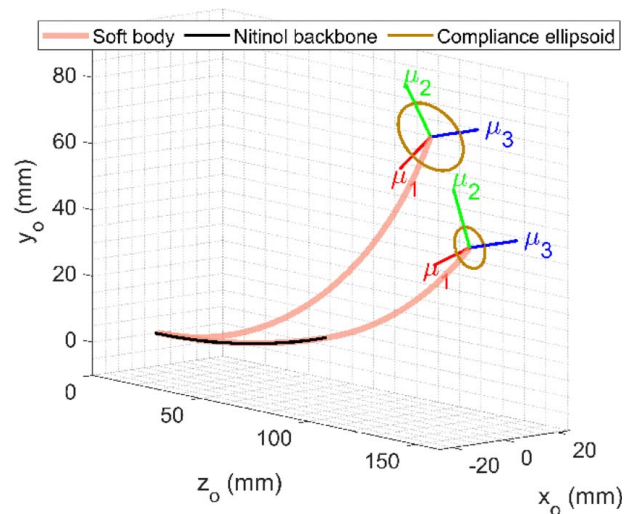 Soft body Nitinol backbone Compliance ellipsoid
80
60
40
20
0
y_o (mm)
μ_2
μ_3
μ_1
μ_2
μ_3
μ_1
0
50
100
150
z_o (mm)
-20
0
20
x_o (mm)